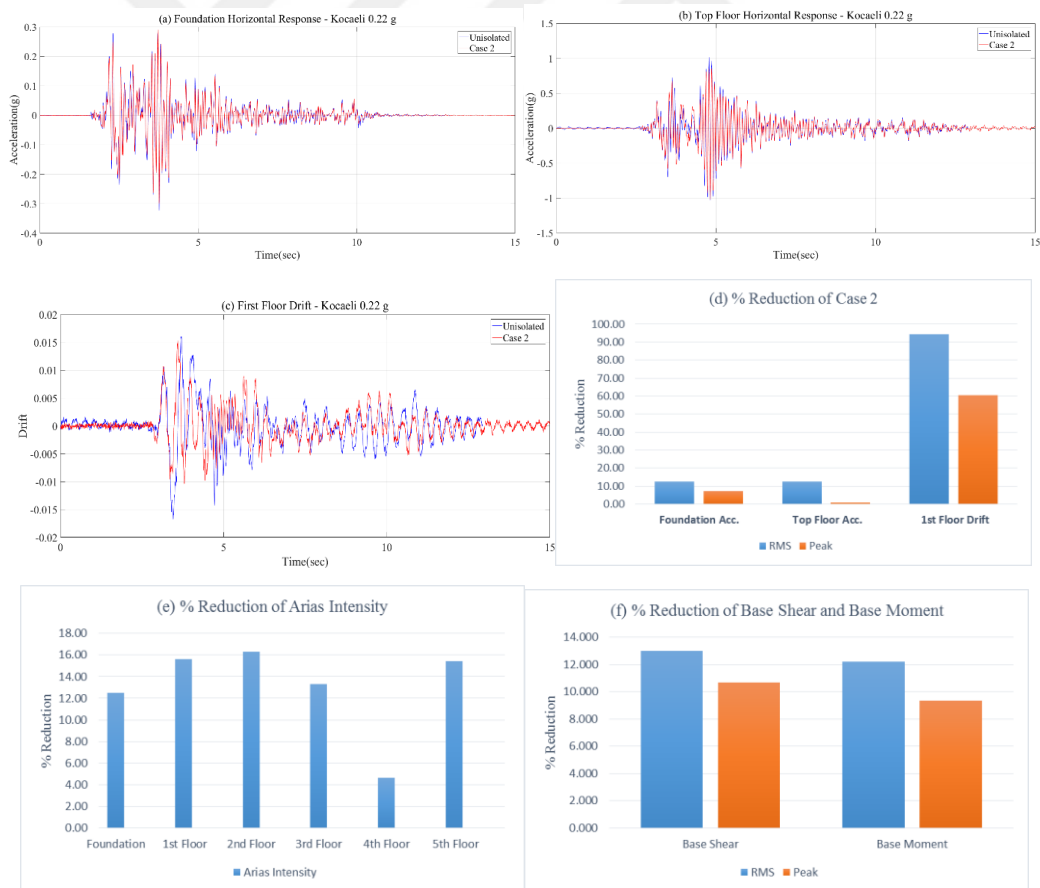 (a) Foundation Horizontal Response - Kocaeli 0.22 g
Unisolated
Case 2
Acceleration(g)
0.3
0.2
0.1
0
-0.1
-0.2
-0.3
-0.4
0 5 10 15
Time(sec)
(b) Top Floor Horizontal Response - Kocaeli 0.22 g
Unisolated
Case 2
Acceleration(g)
1.5
1
0.5
0
-0.5
-1
-1.5
0 5 10 15
Time(sec)
(c) First Floor Drift - Kocaeli 0.22 g
Unisolated
Case 2
Drift
0.02
0.015
0.01
0.005
0
-0.005
-0.01
-0.015
-0.02
0 5 10 15
Time(sec)
(d) % Reduction of Case 2
% Reduction
100.00
90.00
80.00
70.00
60.00
50.00
40.00
30.00
20.00
10.00
0.00
Foundation Acc. Top Floor Acc. 1st Floor Drift
RMS Peak
(e) % Reduction of Arias Intensity
% Reduction
18.00
16.00
14.00
12.00
10.00
8.00
6.00
4.00
2.00
0.00
Foundation 1st Floor 2nd Floor 3rd Floor 4th Floor 5th Floor
Arias Intensity
(f) % Reduction of Base Shear and Base Moment
% Reduction
14.000
12.000
10.000
8.000
6.000
4.000
2.000
0.000
Base Shear Base Moment
RMS Peak